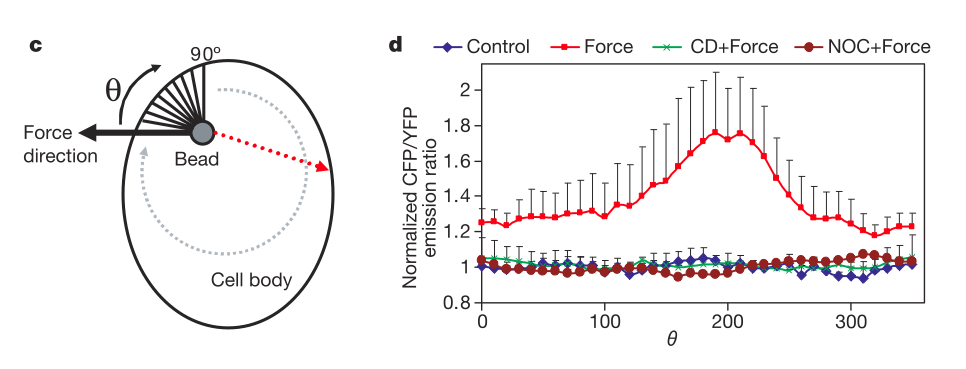 c
90º
θ
Force
direction
Bead
Cell body
d
Control Force CD+Force NOC+Force
Normalized CFP/YFP
emission ratio
2
1.8
1.6
1.4
1.2
1
0.8
0 100 200 300
θ